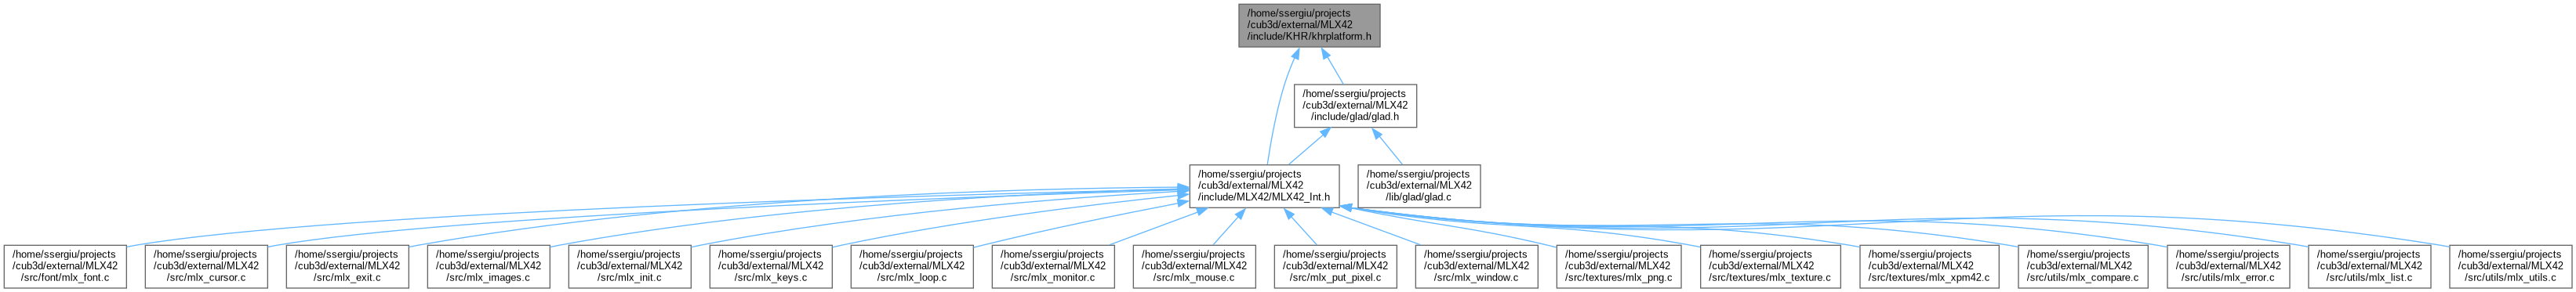 /home/ssergiu/projects
/cub3d/external/MLX42
/include/KHR/khrplatform.h
/home/ssergiu/projects
/cub3d/external/MLX42
/include/glad/glad.h
/home/ssergiu/projects
/cub3d/external/MLX42
/include/MLX42/MLX42_Int.h
/home/ssergiu/projects
/cub3d/external/MLX42
/lib/glad/glad.c
/home/ssergiu/projects
/cub3d/external/MLX42
/src/font/mlx_font.c
/home/ssergiu/projects
/cub3d/external/MLX42
/src/mlx_cursor.c
/home/ssergiu/projects
/cub3d/external/MLX42
/src/mlx_exit.c
/home/ssergiu/projects
/cub3d/external/MLX42
/src/mlx_images.c
/home/ssergiu/projects
/cub3d/external/MLX42
/src/mlx_init.c
/home/ssergiu/projects
/cub3d/external/MLX42
/src/mlx_keys.c
/home/ssergiu/projects
/cub3d/external/MLX42
/src/mlx_loop.c
/home/ssergiu/projects
/cub3d/external/MLX42
/src/mlx_monitor.c
/home/ssergiu/projects
/cub3d/external/MLX42
/src/mlx_mouse.c
/home/ssergiu/projects
/cub3d/external/MLX42
/src/mlx_put_pixel.c
/home/ssergiu/projects
/cub3d/external/MLX42
/src/mlx_window.c
/home/ssergiu/projects
/cub3d/external/MLX42
/src/textures/mlx_png.c
/home/ssergiu/projects
/cub3d/external/MLX42
/src/textures/mlx_texture.c
/home/ssergiu/projects
/cub3d/external/MLX42
/src/textures/mlx_xpm42.c
/home/ssergiu/projects
/cub3d/external/MLX42
/src/utils/mlx_compare.c
/home/ssergiu/projects
/cub3d/external/MLX42
/src/utils/mlx_error.c
/home/ssergiu/projects
/cub3d/external/MLX42
/src/utils/mlx_list.c
/home/ssergiu/projects
/cub3d/external/MLX42
/src/utils/mlx_utils.c